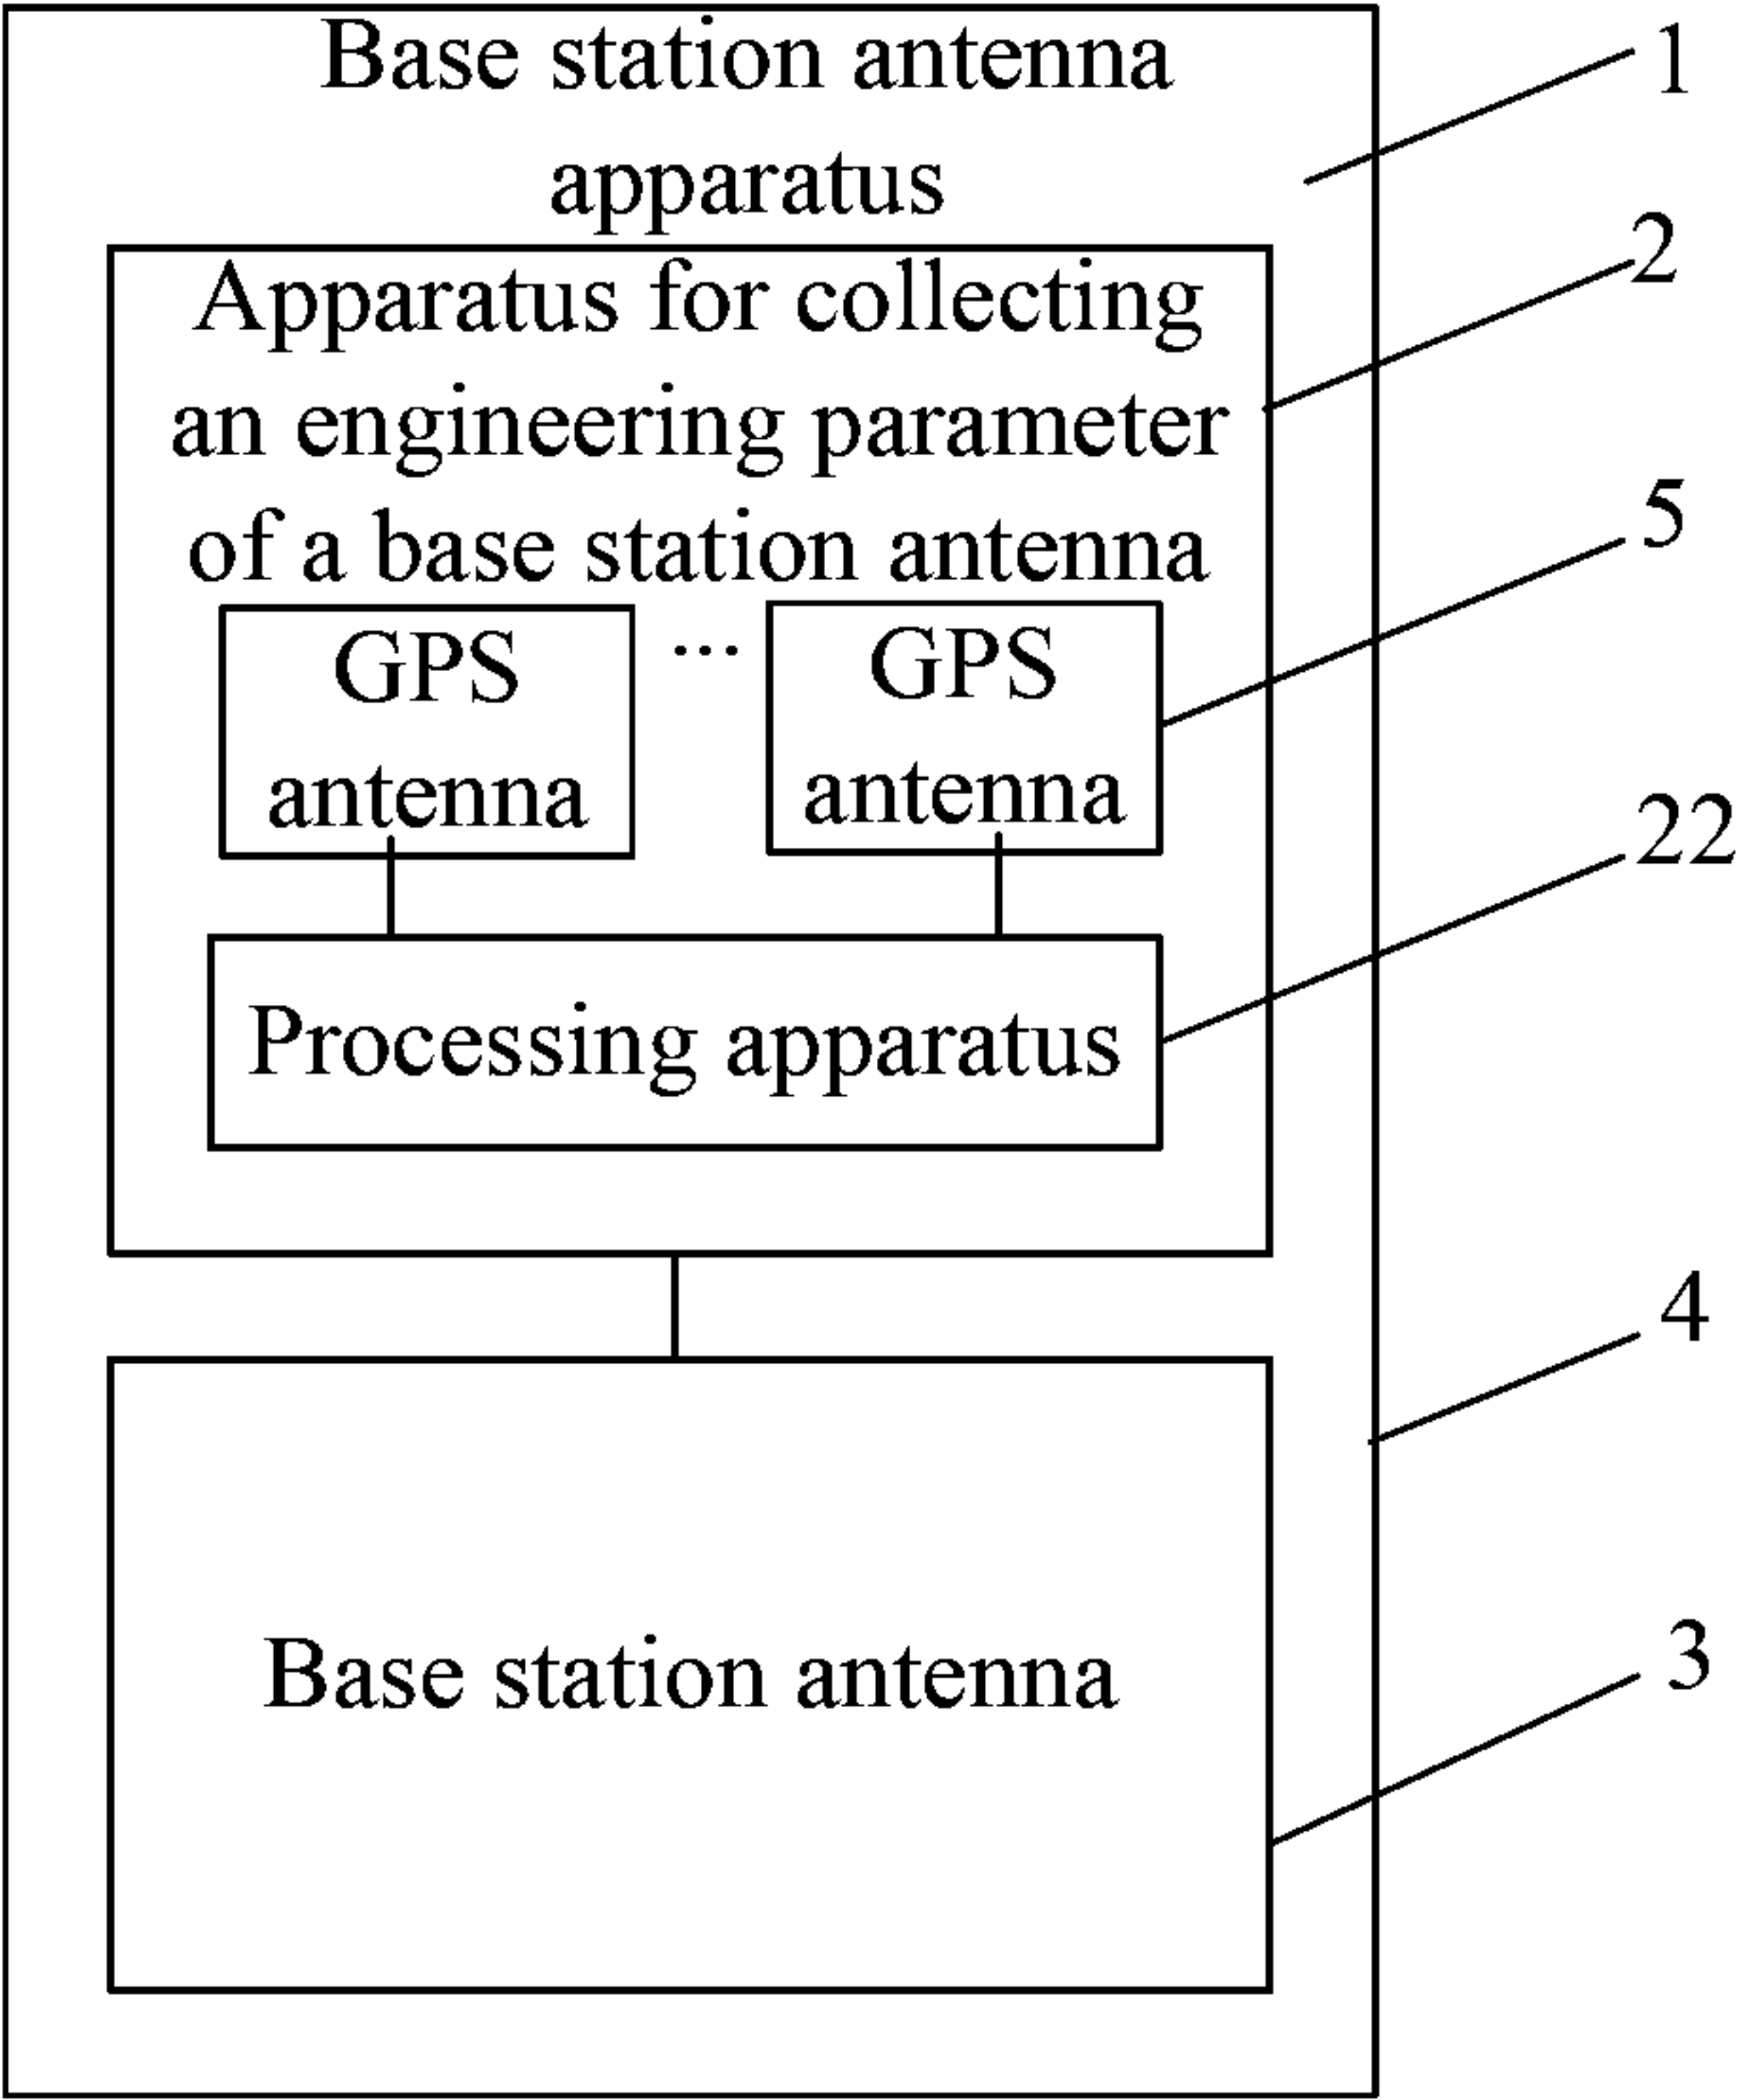 Base station antenna
apparatus
1
Apparatus for collecting
an engineering parameter
of a base station antenna
2
GPS
antenna
...
GPS
antenna
5
Processing apparatus
22
4
Base station antenna
3